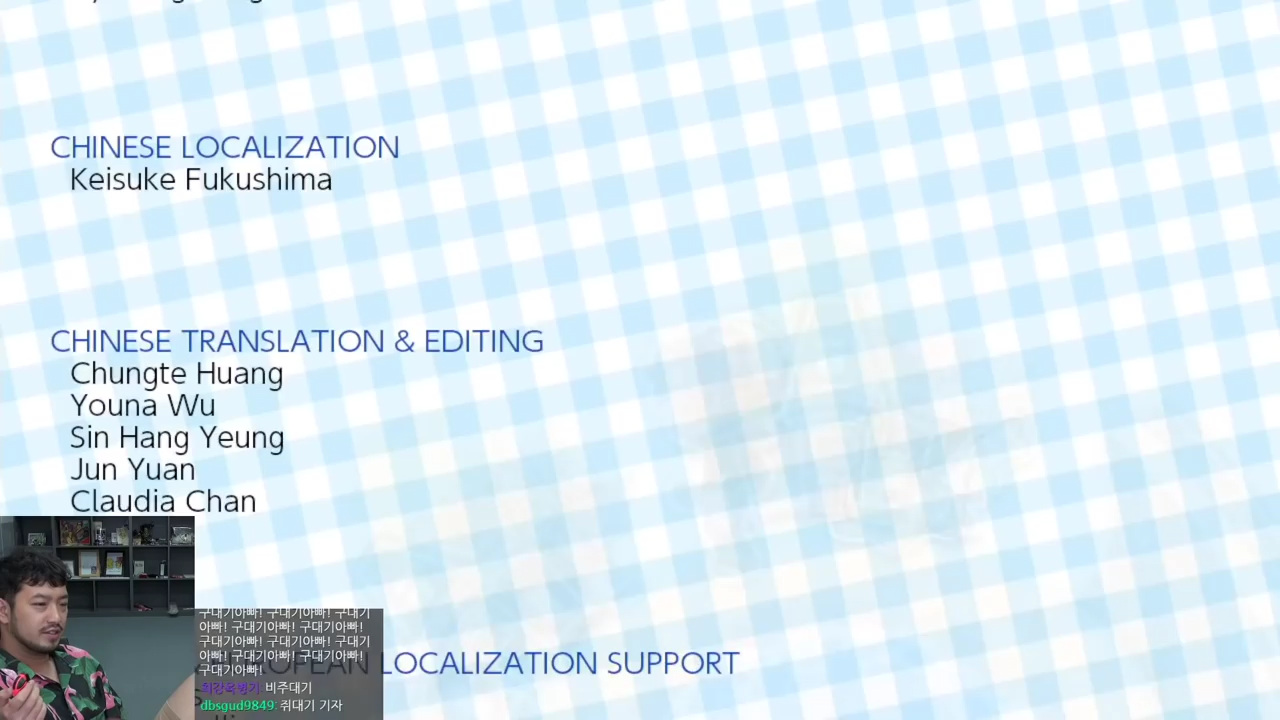 CHINESE LOCALIZATION
Keisuke Fukushima
CHINESE TRANSLATION & EDITING
Chungte Huang
Youna Wu
Sin Hang Yeung
Jun Yuan
Claudia Chan
LOCALIZATION SUPPORT
구대기아빠! 구대기아빠! 구대기
아빠! 구대기아빠! 구대기아빠!
구대기아빠! 구대기아빠! 구대기
아빠! 구대기아빠! 구대기아빠!
구대기아빠!
비주대기
dbsgud9849: 쥐대기 기자